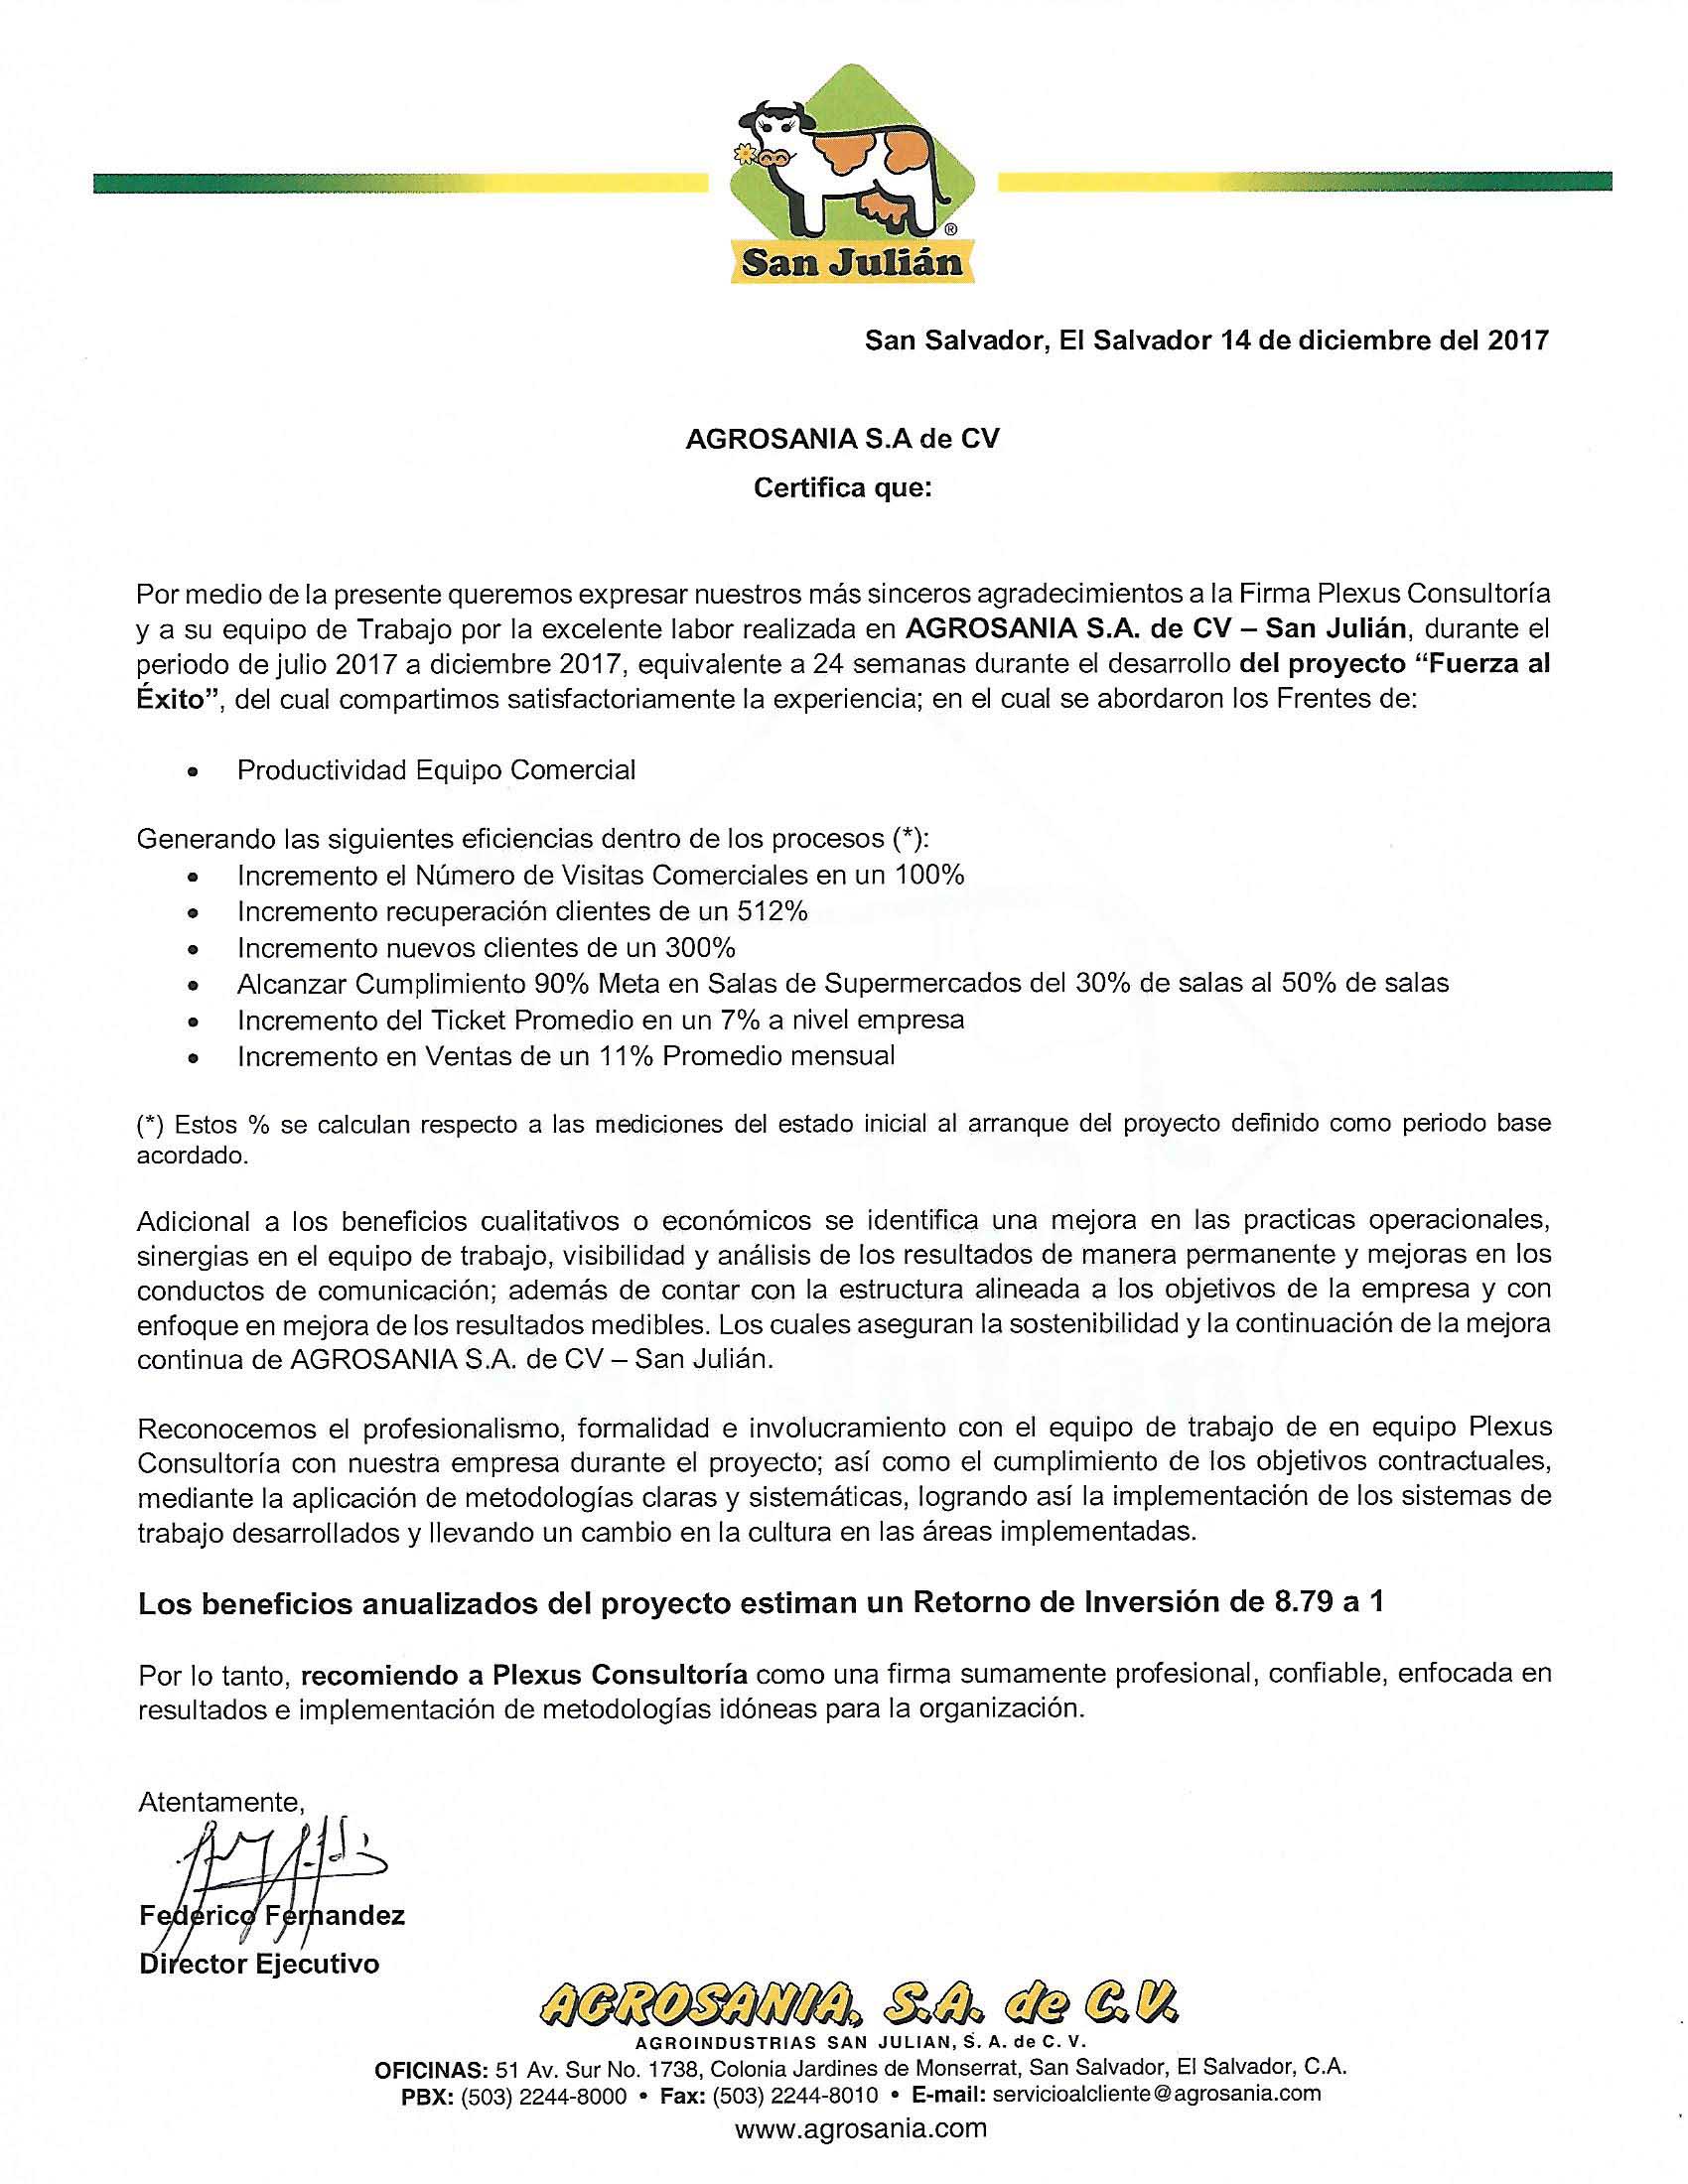 San Julián
®
San Salvador, El Salvador 14 de diciembre del 2017
AGROSANIA S.A de CV
Certifica que:
Por medio de la presente queremos expresar nuestros más sinceros agradecimientos a la Firma Plexus Consultoría
y a su equipo de Trabajo por la excelente labor realizada en AGROSANIA S.A. de CV – San Julián, durante el
periodo de julio 2017 a diciembre 2017, equivalente a 24 semanas durante el desarrollo del proyecto “Fuerza al
Éxito”, del cual compartimos satisfactoriamente la experiencia; en el cual se abordaron los Frentes de:
• Productividad Equipo Comercial
Generando las siguientes eficiencias dentro de los procesos (*):
• Incremento el Número de Visitas Comerciales en un 100%
• Incremento recuperación clientes de un 512%
• Incremento nuevos clientes de un 300%
• Alcanzar Cumplimiento 90% Meta en Salas de Supermercados del 30% de salas al 50% de salas
• Incremento del Ticket Promedio en un 7% a nivel empresa
• Incremento en Ventas de un 11% Promedio mensual
(*) Estos % se calculan respecto a las mediciones del estado inicial al arranque del proyecto definido como periodo base
acordado.
Adicional a los beneficios cualitativos o económicos se identifica una mejora en las practicas operacionales,
sinergias en el equipo de trabajo, visibilidad y análisis de los resultados de manera permanente y mejoras en los
conductos de comunicación; además de contar con la estructura alineada a los objetivos de la empresa y con
enfoque en mejora de los resultados medibles. Los cuales aseguran la sostenibilidad y la continuación de la mejora
continua de AGROSANIA S.A. de CV – San Julián.
Reconocemos el profesionalismo, formalidad e involucramiento con el equipo de trabajo de en equipo Plexus
Consultoría con nuestra empresa durante el proyecto; así como el cumplimiento de los objetivos contractuales,
mediante la aplicación de metodologías claras y sistemáticas, logrando así la implementación de los sistemas de
trabajo desarrollados y llevando un cambio en la cultura en las áreas implementadas.
Los beneficios anualizados del proyecto estiman un Retorno de Inversión de 8.79 a 1
Por lo tanto, recomiendo a Plexus Consultoría como una firma sumamente profesional, confiable, enfocada en
resultados e implementación de metodologías idóneas para la organización.
Atentamente,
Federico Fernandez
Director Ejecutivo
AGROSANIA, S.A. de C.V.
AGROINDUSTRIAS SAN JULIAN, S. A. de C. V.
OFICINAS: 51 Av. Sur No. 1738, Colonia Jardines de Monserrat, San Salvador, El Salvador, C.A.
PBX: (503) 2244-8000 • Fax: (503) 2244-8010 • E-mail: servicioalcliente@agrosania.com
www.agrosania.com